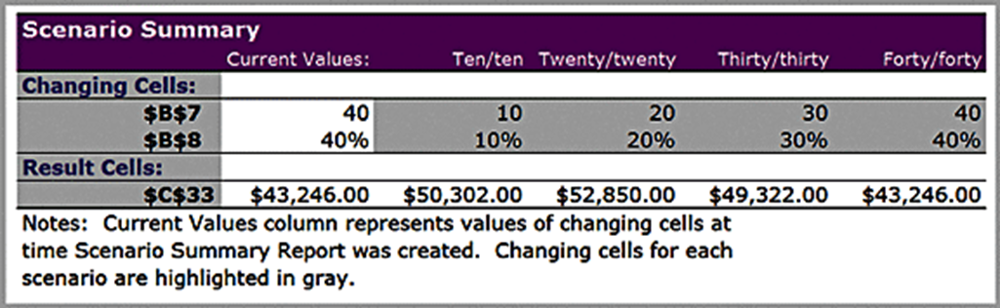 Scenario Summary
Current Values: Ten/ten Twenty/twenty Thirty/thirty Forty/forty
Changing Cells:
$B$7 40 10 20 30 40
$B$8 40% 10% 20% 30% 40%
Result Cells:
$C$33 $43,246.00 $50,302.00 $52,850.00 $49,322.00 $43,246.00
Notes: Current Values column represents values of changing cells at
time Scenario Summary Report was created. Changing cells for each
scenario are highlighted in gray.